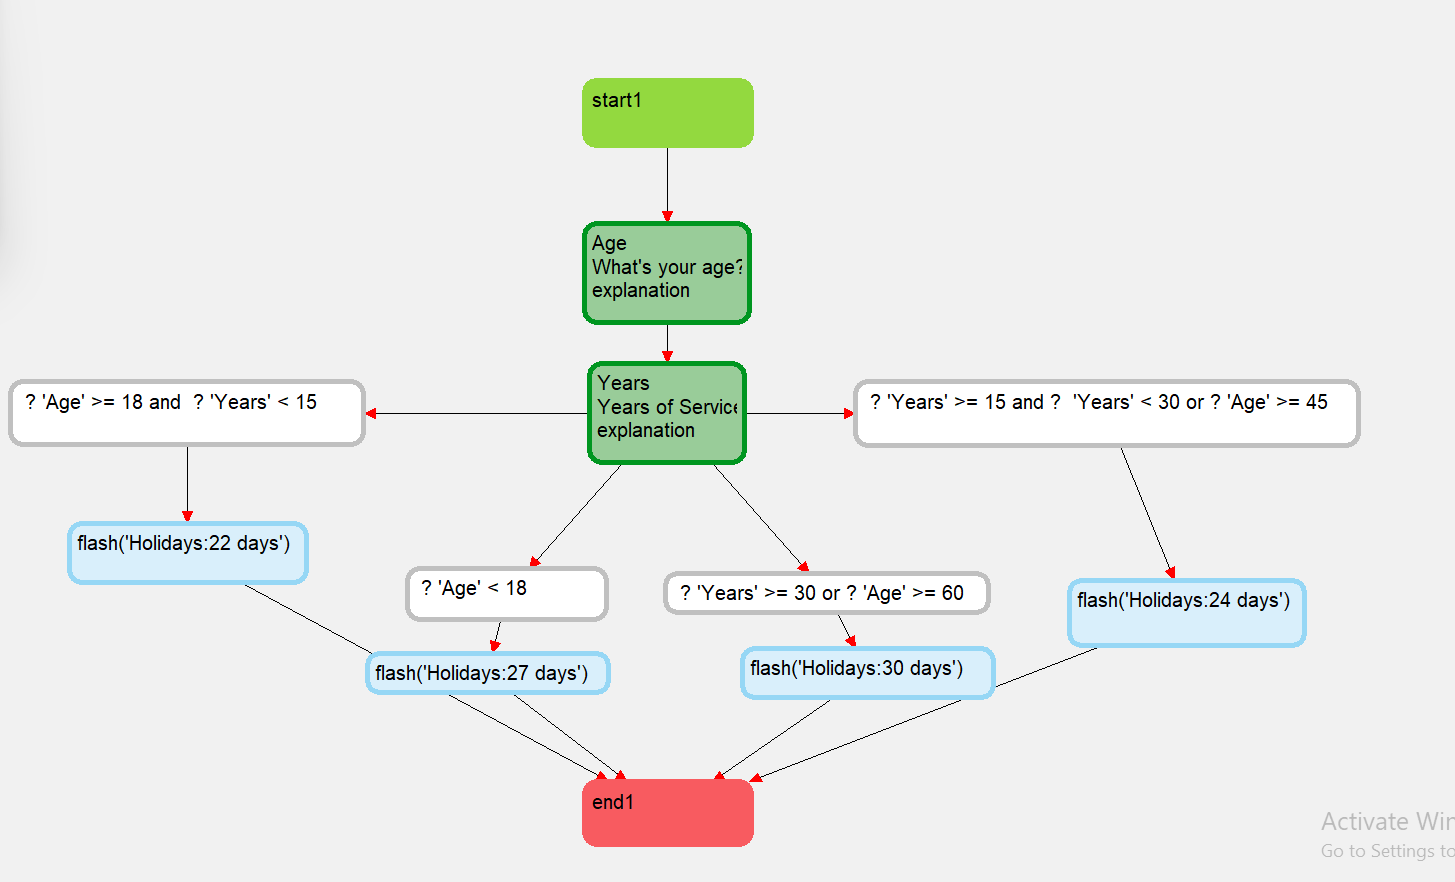 start1
Age
What's your age?
explanation
Years
Years of Service
explanation
? 'Age' >= 18 and  ? 'Years' < 15
? 'Years' >= 15 and ?  'Years' < 30 or ? 'Age' >= 45
flash('Holidays:22 days')
? 'Age' < 18
? 'Years' >= 30 or ? 'Age' >= 60
flash('Holidays:24 days')
flash('Holidays:27 days')
flash('Holidays:30 days')
end1
Activate Win
Go to Settings to